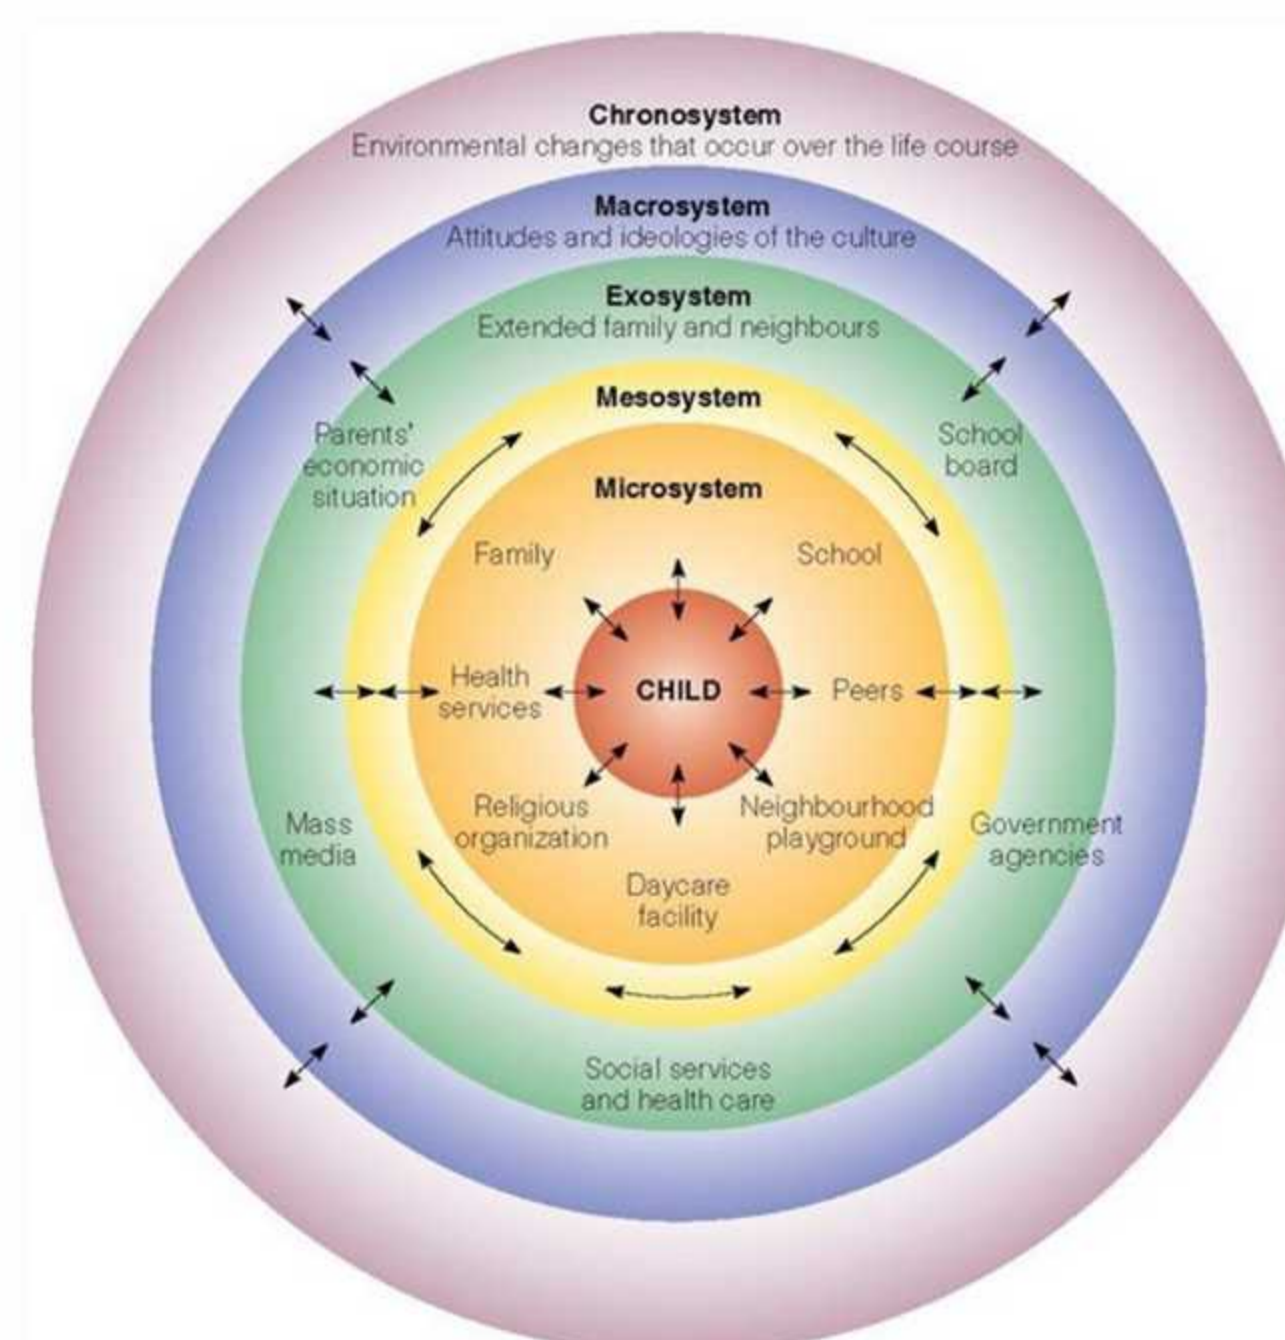 Chronosystem
Environmental changes that occur over the life course
Macrosystem
Attitudes and ideologies of the culture
Exosystem
Extended family and neighbours
Mesosystem
Parents'
economic
situation
School
board
Microsystem
Family
School
Health
services
CHILD
Peers
Religious
organization
Neighbourhood
playground
Mass
media
Government
agencies
Daycare
facility
Social services
and health care